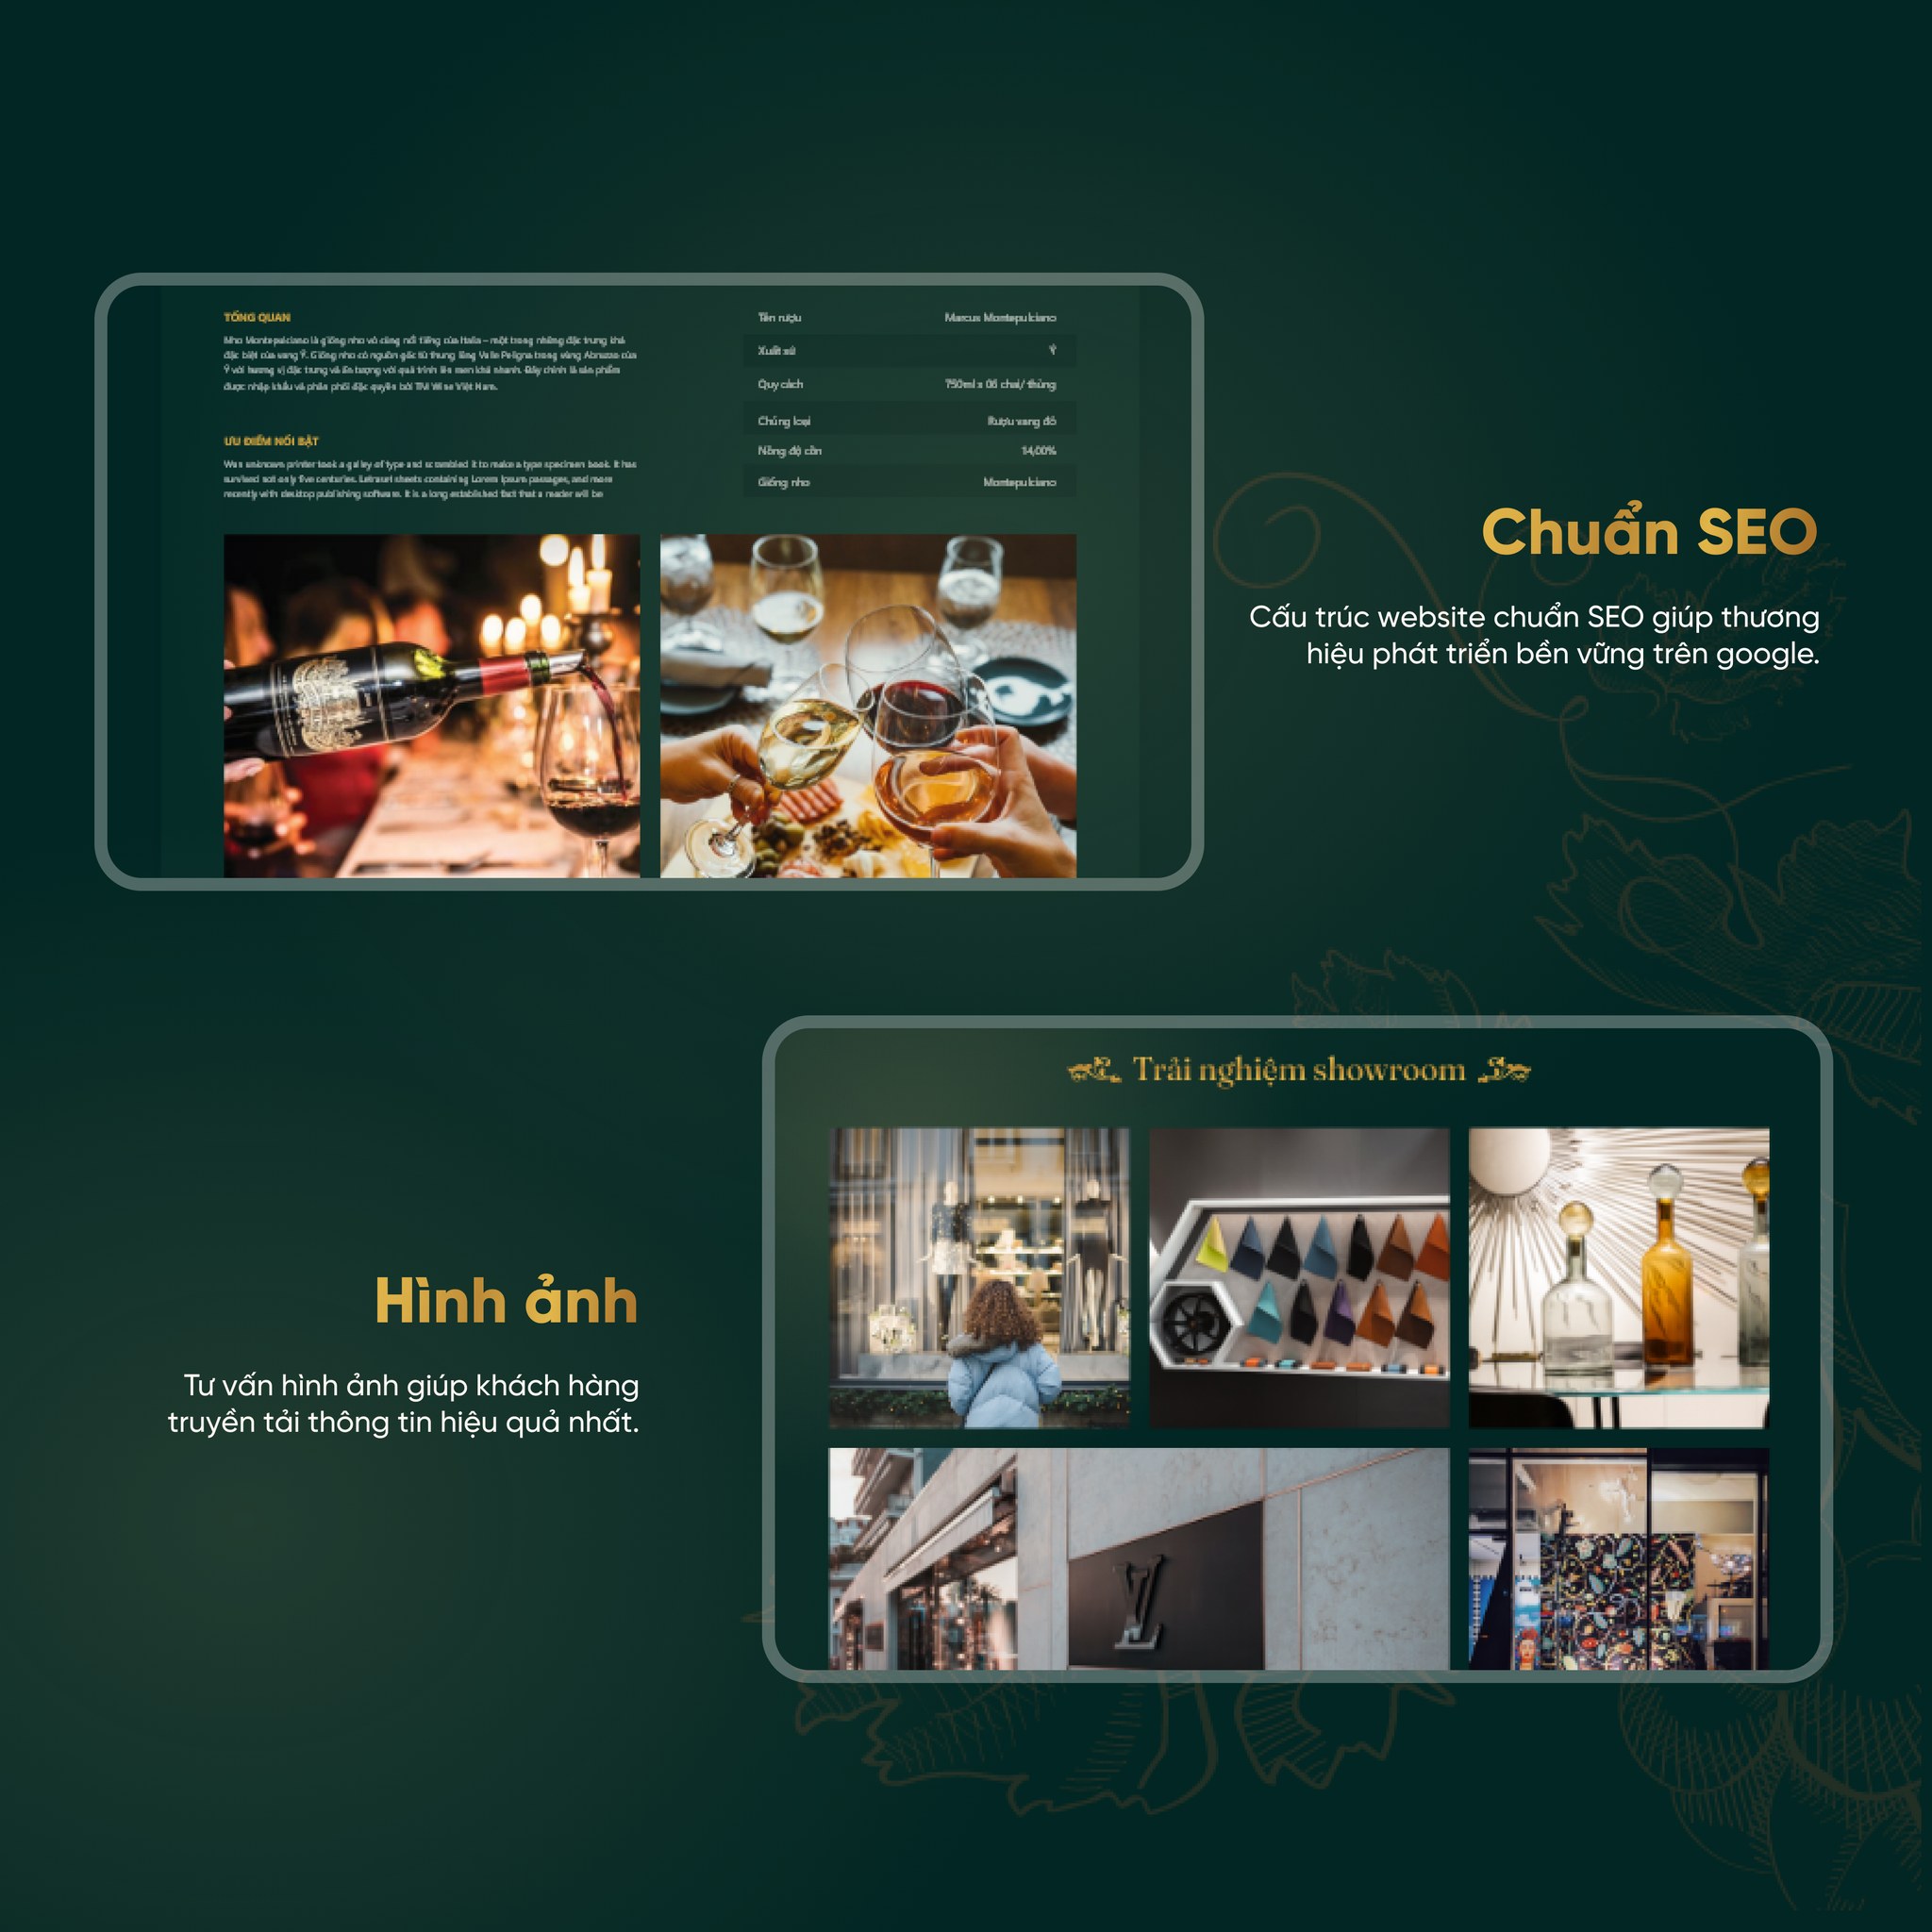 TỔNG QUAN
Nho Montepulciano là giống nho vô cùng nổi tiếng của Italia – một trong những đặc trưng khá
đặc biệt của vang Ý. Giống nho có nguồn gốc từ thung lũng Valle Peligna trong vùng Abruzzo của
Ý với hương vị đặc trưng và ấn tượng với quá trình lên men khá nhanh. Đây chính là sản phẩm
được nhập khẩu và phân phối độc quyền bởi TM Wine Việt Nam.
ƯU ĐIỂM NỔI BẬT
Was unknown printer took a galley of type and scrambled it to make a type specimen book. It has
survived not only five centuries. Letraset sheets containing Lorem Ipsum passages, and more
recently with desktop publishing software. It is a long established fact that a reader will be
Tên rượu Marcus Montepulciano
Xuất xứ Ý
Quy cách 750ml x 06 chai/ thùng
Chủng loại Rượu vang đỏ
Nồng độ cồn 14,00%
Giống nho Montepulciano
Chuẩn SEO
Cấu trúc website chuẩn SEO giúp thương
hiệu phát triển bền vững trên google.
Trải nghiệm showroom
LV
Hình ảnh
Tư vấn hình ảnh giúp khách hàng
truyền tải thông tin hiệu quả nhất.